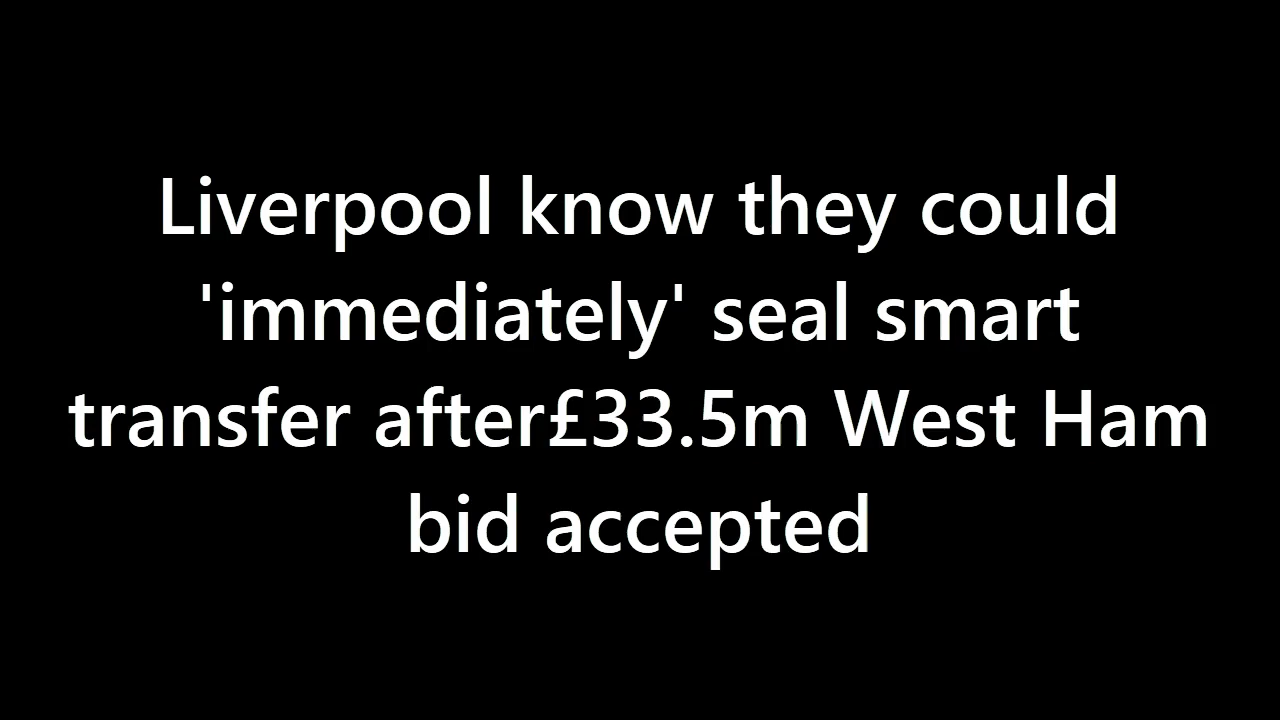 Liverpool know they could
'immediately' seal smart
transfer after£33.5m West Ham
bid accepted